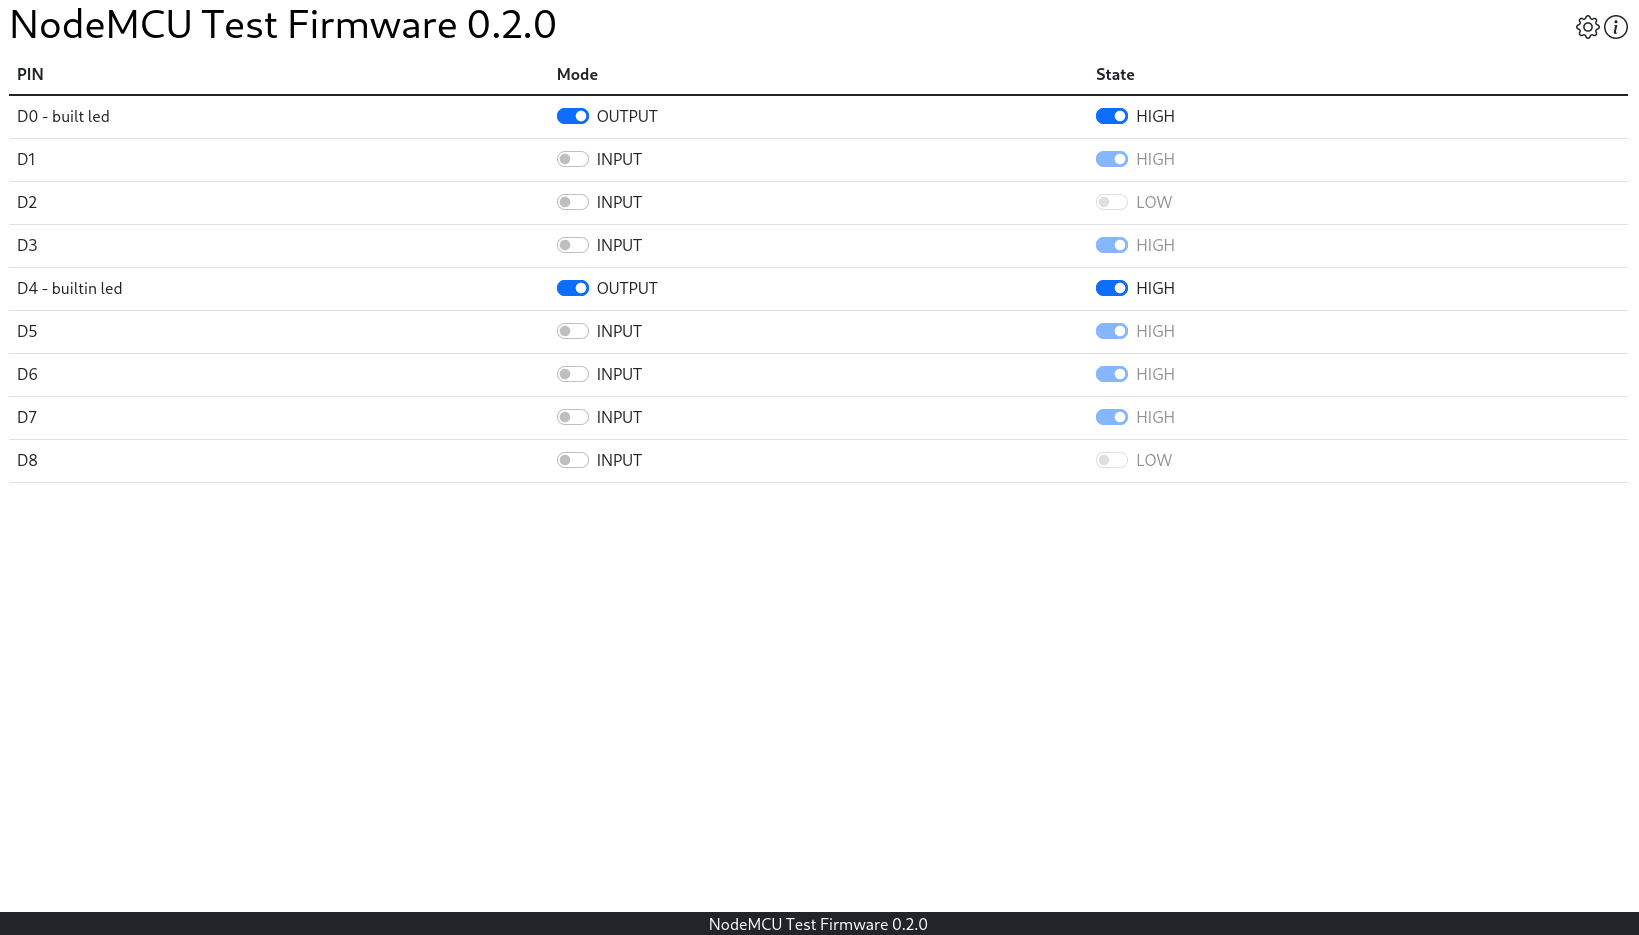 NodeMCU Test Firmware 0.2.0
PIN Mode State
D0 - built led OUTPUT HIGH
D1 INPUT HIGH
D2 INPUT LOW
D3 INPUT HIGH
D4 - builtin led OUTPUT HIGH
D5 INPUT HIGH
D6 INPUT HIGH
D7 INPUT HIGH
D8 INPUT LOW
NodeMCU Test Firmware 0.2.0